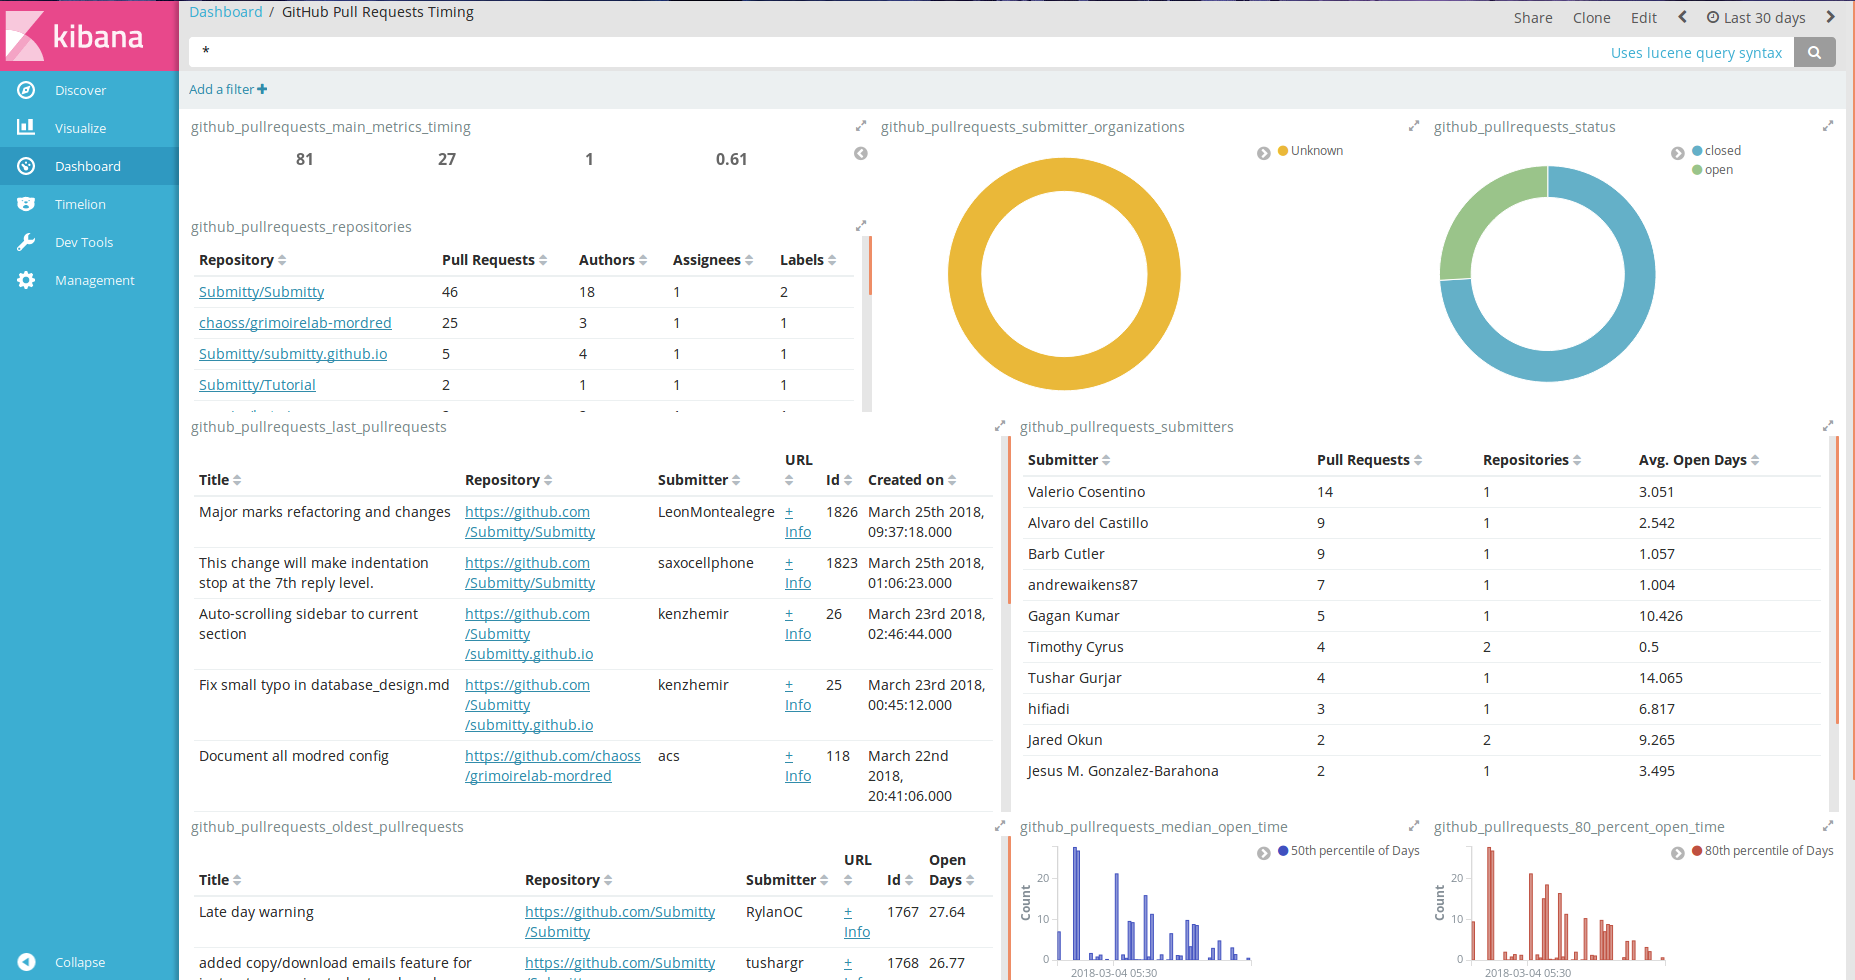 kibana
Discover
Visualize
Dashboard
Timelion
Dev Tools
Management
Collapse
Dashboard / GitHub Pull Requests Timing
Share Clone Edit Last 30 days
*
Uses lucene query syntax
Add a filter
github_pullrequests_main_metrics_timing
81 27 1 0.61
github_pullrequests_submitter_organizations
Unknown
github_pullrequests_status
closed
open
github_pullrequests_repositories
Repository Pull Requests Authors Assignees Labels
Submitty/Submitty 46 18 1 2
chaoss/grimoirelab-mordred 25 3 1 1
Submitty/submitty.github.io 5 4 1 1
Submitty/Tutorial 2 1 1 1
github_pullrequests_last_pullrequests
URL
Title Repository Submitter Id Created on
Major marks refactoring and changes https://github.com LeonMontealegre + 1826 March 25th 2018,
/Submitty/Submitty Info 09:37:18.000
This change will make indentation https://github.com saxocellphone + 1823 March 25th 2018,
stop at the 7th reply level. /Submitty/Submitty Info 01:06:23.000
Auto-scrolling sidebar to current https://github.com kenzhemir + 26 March 23rd 2018,
section /Submitty Info 02:46:44.000
/submitty.github.io
Fix small typo in database_design.md https://github.com kenzhemir + 25 March 23rd 2018,
/Submitty Info 00:45:12.000
/submitty.github.io
Document all modred config https://github.com/chaoss acs + 118 March 22nd
/grimoirelab-mordred Info 2018,
20:41:06.000
github_pullrequests_submitters
Submitter Pull Requests Repositories Avg. Open Days
Valerio Cosentino 14 1 3.051
Alvaro del Castillo 9 1 2.542
Barb Cutler 9 1 1.057
andrewaikens87 7 1 1.004
Gagan Kumar 5 1 10.426
Timothy Cyrus 4 2 0.5
Tushar Gurjar 4 1 14.065
hifiadi 3 1 6.817
Jared Okun 2 2 9.265
Jesus M. Gonzalez-Barahona 2 1 3.495
github_pullrequests_oldest_pullrequests
URL Open
Title Repository Submitter Id Days
Late day warning https://github.com/Submitty RylanOC + 1767 27.64
/Submitty Info
added copy/download emails feature for https://github.com/Submitty tushargr + 1768 26.77
github_pullrequests_median_open_time
50th percentile of Days
Count
20
10
0
2018-03-04 05:30
github_pullrequests_80_percent_open_time
80th percentile of Days
Count
20
10
0
2018-03-04 05:30